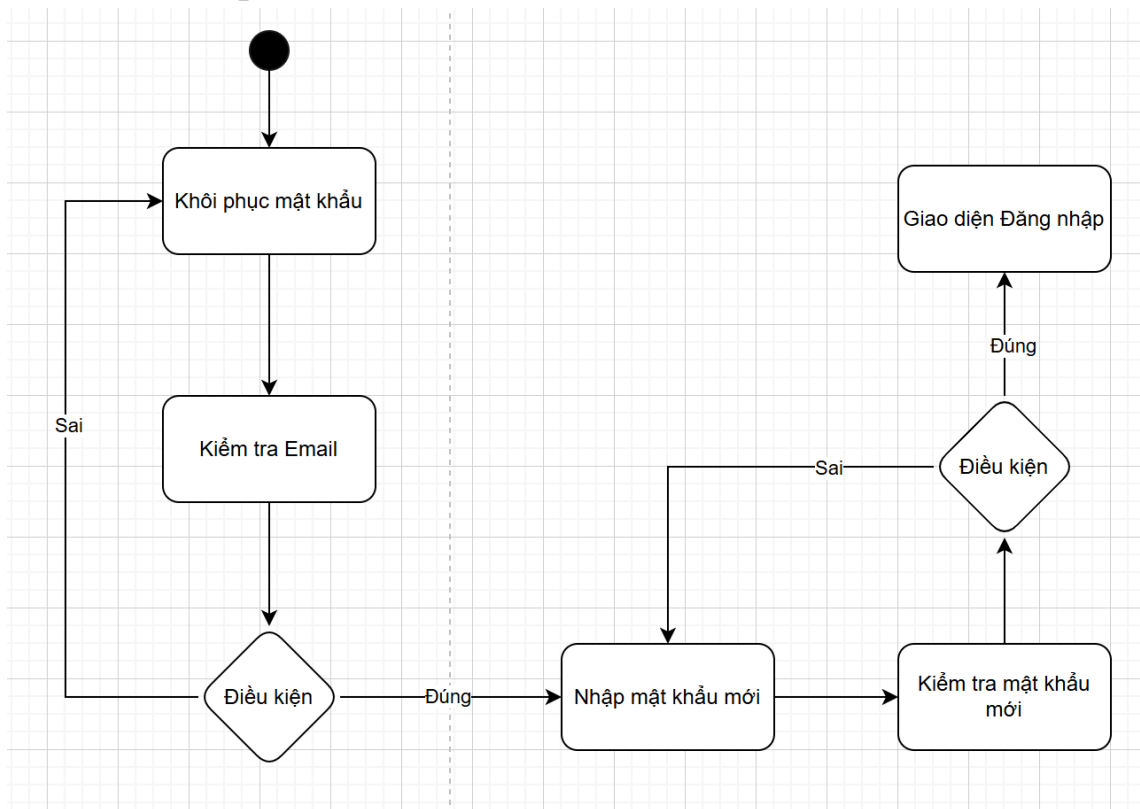 Khôi phục mật khẩu
Giao diện Đăng nhập
Đúng
Sai
Kiểm tra Email
Sai
Điều kiện
Điều kiện
Đúng
Nhập mật khẩu mới
Kiểm tra mật khẩu
mới